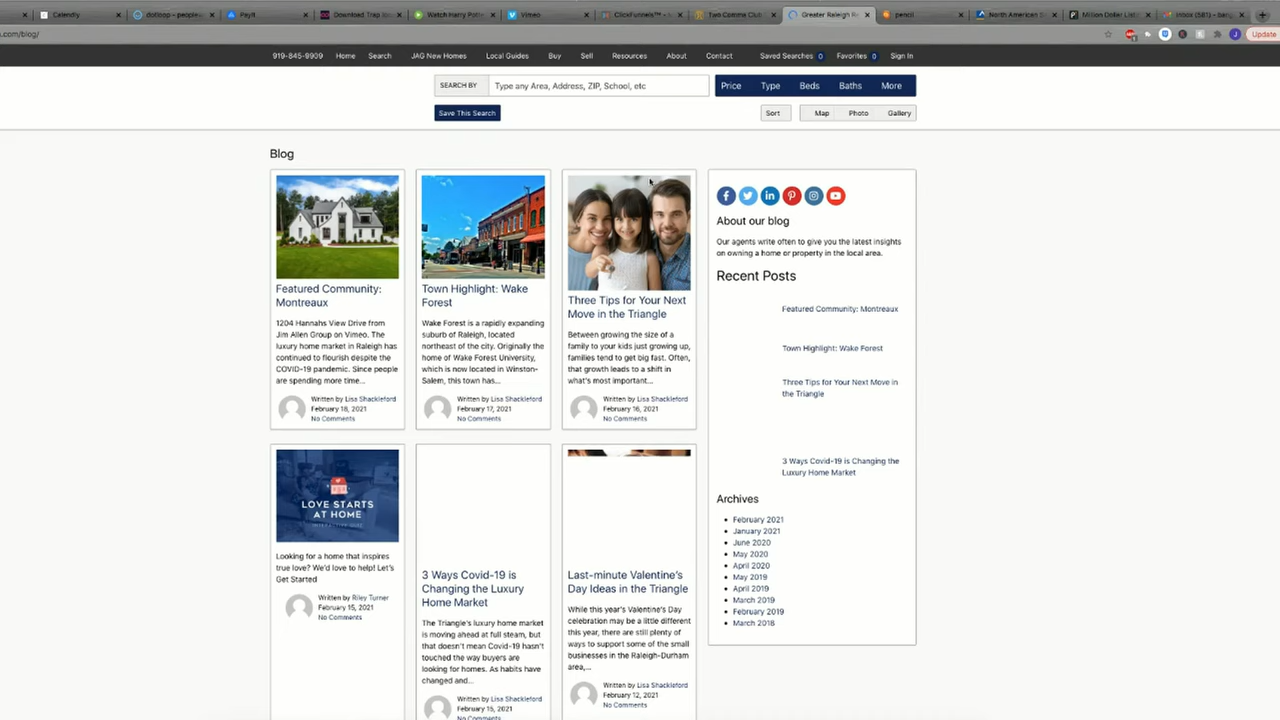 Calendly
dotloop - peoplew
PayIt
Download Trap Ico
Watch Harry Pott
Vimeo
ClickFunnels™ - 
Two Comma Club
Greater Raleigh R
pencil
North American S
Million Dollar List
Inbox (581)
.com/blog/
Update
919-845-9909
Home
Search
JAG New Homes
Local Guides
Buy
Sell
Resources
About
Contact
Saved Searches 0
Favorites 0
Sign In
SEARCH BY
Type any Area, Address, ZIP, School, etc
Price
Type
Beds
Baths
More
Save This Search
Sort
Map
Photo
Gallery
Blog
Featured Community:
Montreaux
1204 Hannahs View Drive from
Jim Allen Group on Vimeo. The
luxury home market in Raleigh has
continued to flourish despite the
COVID-19 pandemic. Since people
are spending more time...
Written by Lisa Shackleford
February 18, 2021
No Comments
Town Highlight: Wake
Forest
Wake Forest is a rapidly expanding
suburb of Raleigh, located
northeast of the city. Originally the
home of Wake Forest University,
which is now located in Winston-
Salem, this town has...
Written by Lisa Shackleford
February 17, 2021
No Comments
Three Tips for Your Next
Move in the Triangle
Between growing the size of a
family to your kids just growing up,
families tend to get big fast. Often,
that growth leads to a shift in
what's most important...
Written by Lisa Shackleford
February 16, 2021
No Comments
LOVE STARTS
AT HOME
Looking for a home that inspires
true love? We'd love to help! Let's
Get Started
Written by Riley Turner
February 15, 2021
No Comments
3 Ways Covid-19 is
Changing the Luxury
Home Market
The Triangle's luxury home market
is moving ahead at full steam, but
that doesn't mean Covid-19 hasn't
touched the way buyers are
looking for homes. As habits have
changed and...
Written by Lisa Shackleford
February 15, 2021
No Comments
Last-minute Valentine's
Day Ideas in the Triangle
While this year's Valentine's Day
celebration may be a little different
this year, there are still plenty of
ways to support some of the small
businesses in the Raleigh-Durham
area,...
Written by Lisa Shackleford
February 12, 2021
No Comments
About our blog
Our agents write often to give you the latest insights
on owning a home or property in the local area.
Recent Posts
Featured Community: Montreaux
Town Highlight: Wake Forest
Three Tips for Your Next Move in
the Triangle
3 Ways Covid-19 is Changing the
Luxury Home Market
Archives
February 2021
January 2021
June 2020
May 2020
April 2020
May 2019
April 2019
March 2019
February 2019
March 2018